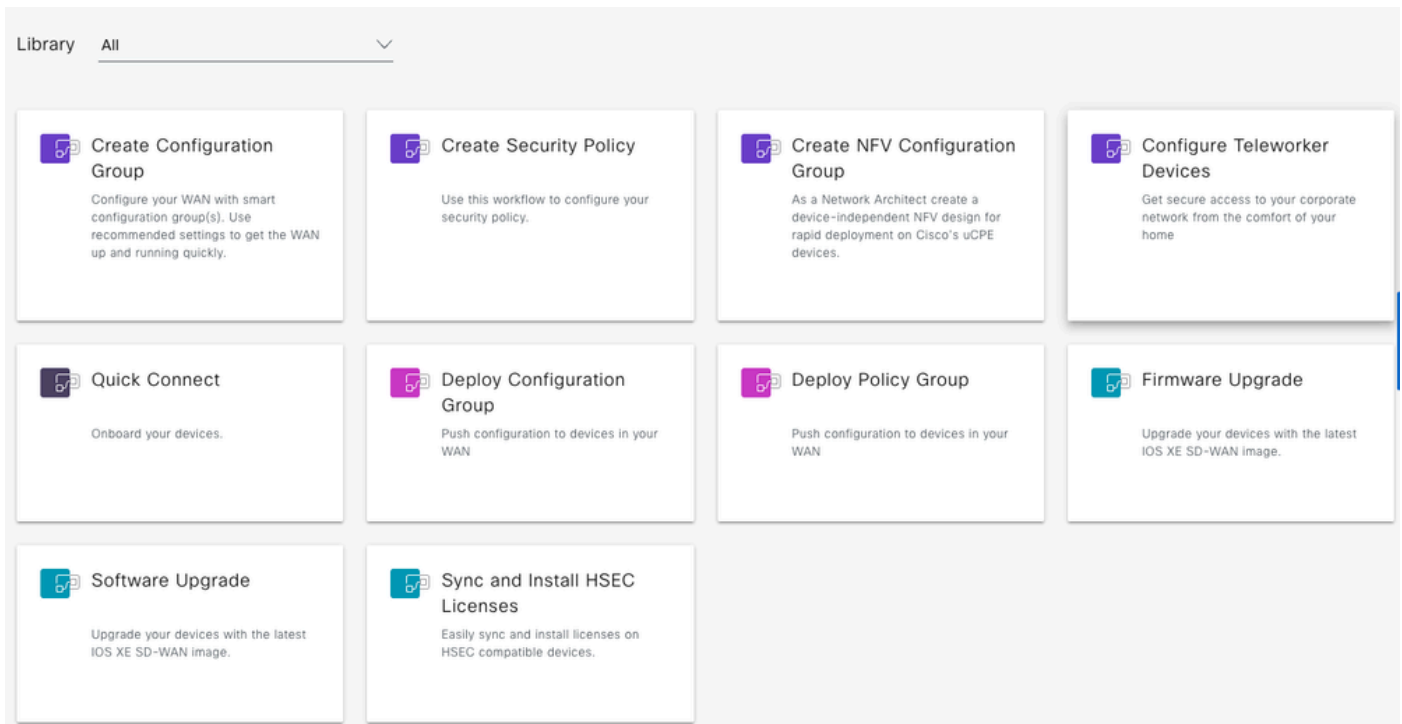 Library All
Create Configuration
Group
Configure your WAN with smart
configuration group(s). Use
recommended settings to get the WAN
up and running quickly.
Create Security Policy
Use this workflow to configure your
security policy.
Create NFV Configuration
Group
As a Network Architect create a
device-independent NFV design for
rapid deployment on Cisco's uCPE
devices.
Configure Teleworker
Devices
Get secure access to your corporate
network from the comfort of your
home
Quick Connect
Onboard your devices.
Deploy Configuration
Group
Push configuration to devices in your
WAN
Deploy Policy Group
Push configuration to devices in your
WAN
Firmware Upgrade
Upgrade your devices with the latest
IOS XE SD-WAN image.
Software Upgrade
Upgrade your devices with the latest
IOS XE SD-WAN image.
Sync and Install HSEC
Licenses
Easily sync and install licenses on
HSEC compatible devices.